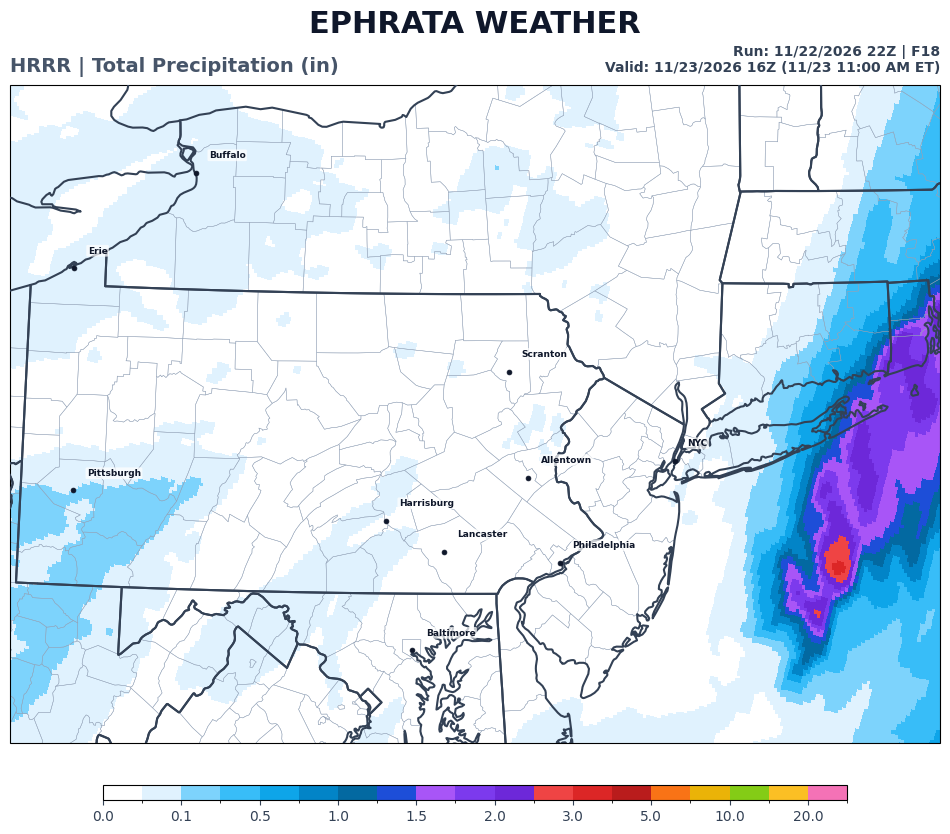 EPHRATA WEATHER
HRRR | Total Precipitation (in)
Run: 11/22/2026 22Z | F18
Valid: 11/23/2026 16Z (11/23 11:00 AM ET)
Buffalo
Erie
Scranton
NYC
Allentown
Pittsburgh
Harrisburg
Lancaster
Philadelphia
Baltimore
0.0 0.1 0.5 1.0 1.5 2.0 3.0 5.0 10.0 20.0